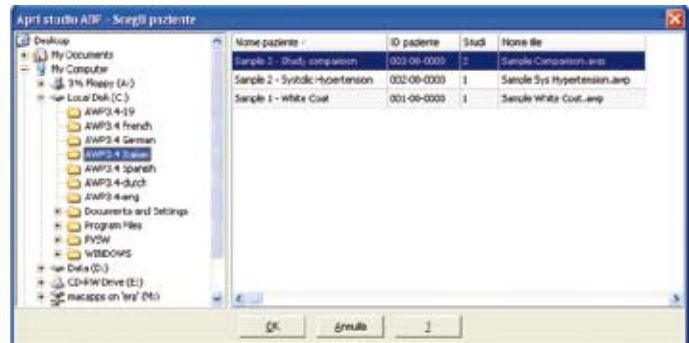 Apri studio ABP - Scegli paziente
Desktop
My Documents
My Computer
3½ Floppy (A:)
Local Disk (C:)
AWP3.4-19
AWP3.4 French
AWP3.4 German
AWP3.4 Italian
AWP3.4 Spanish
AWP3.4-dutch
AWP3.4-eng
Documents and Settings
Program Files
PVSW
WINDOWS
Data (D:)
CD-RW Drive (E:)
macapps on 'srq' (M:)
Nome paziente / ID paziente Studi Nome file
Sample 3 - Study comparison 003-00-0000 2 Sample Comparison.awp
Sample 2 - Systolic Hypertension 002-00-0000 1 Sample Sys Hypertension.awp
Sample 1 - White Coat 001-00-0000 1 Sample White Coat.awp
OK Annulla ?